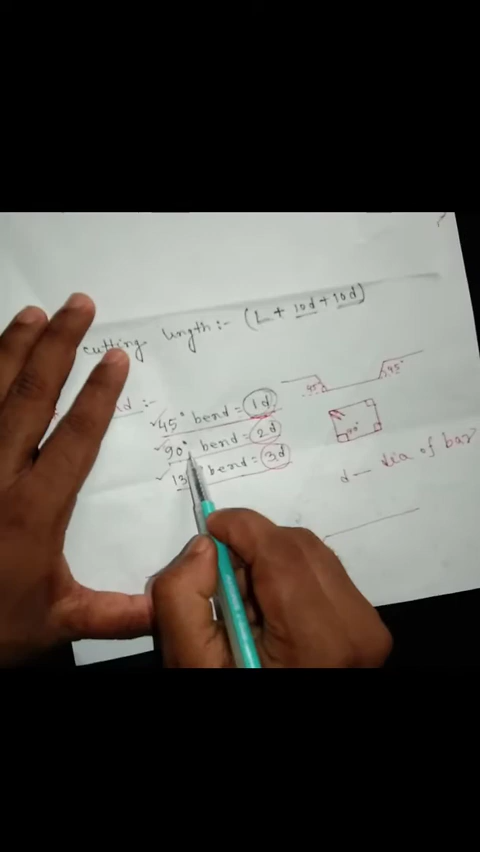 cutting length:- (L + 10d + 10d)
:-
45° bend = 1d
90° bend = 2d
bend = 3d
45°
45°
90°
d — dia of bar